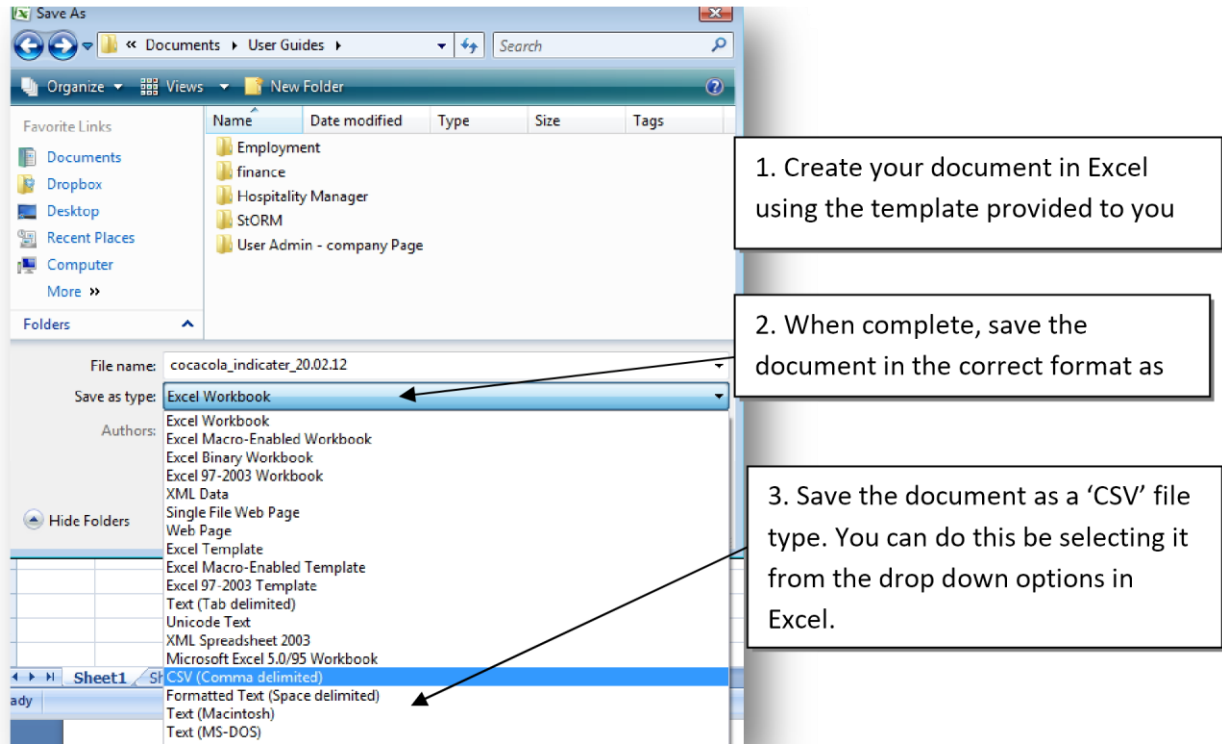 Save As
« Documents ▸ User Guides ▸
Search
Organize
Views
New Folder
Favorite Links
Documents
Dropbox
Desktop
Recent Places
Computer
More »
Folders
Name Date modified Type Size Tags
Employment
finance
Hospitality Manager
StORM
User Admin - company Page
File name: cocacola_indicater_20.02.12
Save as type: Excel Workbook
Authors:
Hide Folders
Excel Workbook
Excel Macro-Enabled Workbook
Excel Binary Workbook
Excel 97-2003 Workbook
XML Data
Single File Web Page
Web Page
Excel Template
Excel Macro-Enabled Template
Excel 97-2003 Template
Text (Tab delimited)
Unicode Text
XML Spreadsheet 2003
Microsoft Excel 5.0/95 Workbook
CSV (Comma delimited)
Formatted Text (Space delimited)
Text (Macintosh)
Text (MS-DOS)
Sheet1 Sh
ady
1. Create your document in Excel
using the template provided to you
2. When complete, save the
document in the correct format as
3. Save the document as a ‘CSV’ file
type. You can do this be selecting it
from the drop down options in
Excel.